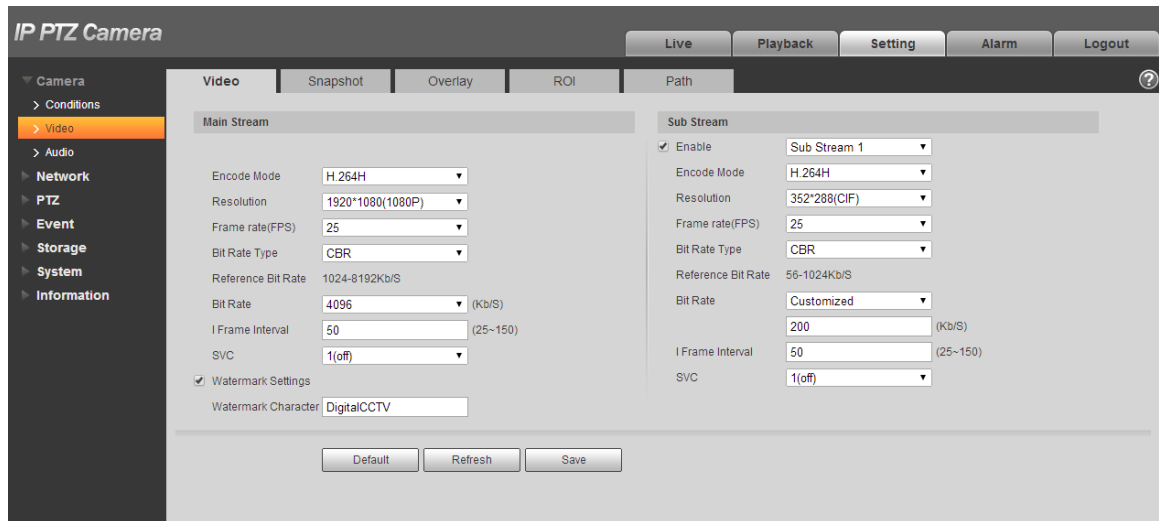 IP PTZ Camera
Live Playback Setting Alarm Logout
Camera
Conditions
Video
Audio
Network
PTZ
Event
Storage
System
Information
Video Snapshot Overlay ROI Path ?
Main Stream
Encode Mode H.264H
Resolution 1920*1080(1080P)
Frame rate(FPS) 25
Bit Rate Type CBR
Reference Bit Rate 1024-8192Kb/S
Bit Rate 4096 (Kb/S)
I Frame Interval 50 (25~150)
SVC 1(off)
Watermark Settings
Watermark Character DigitalCCTV
Sub Stream
Enable Sub Stream 1
Encode Mode H.264H
Resolution 352*288(CIF)
Frame rate(FPS) 25
Bit Rate Type CBR
Reference Bit Rate 56-1024Kb/S
Bit Rate Customized
200 (Kb/S)
I Frame Interval 50 (25~150)
SVC 1(off)
Default Refresh Save